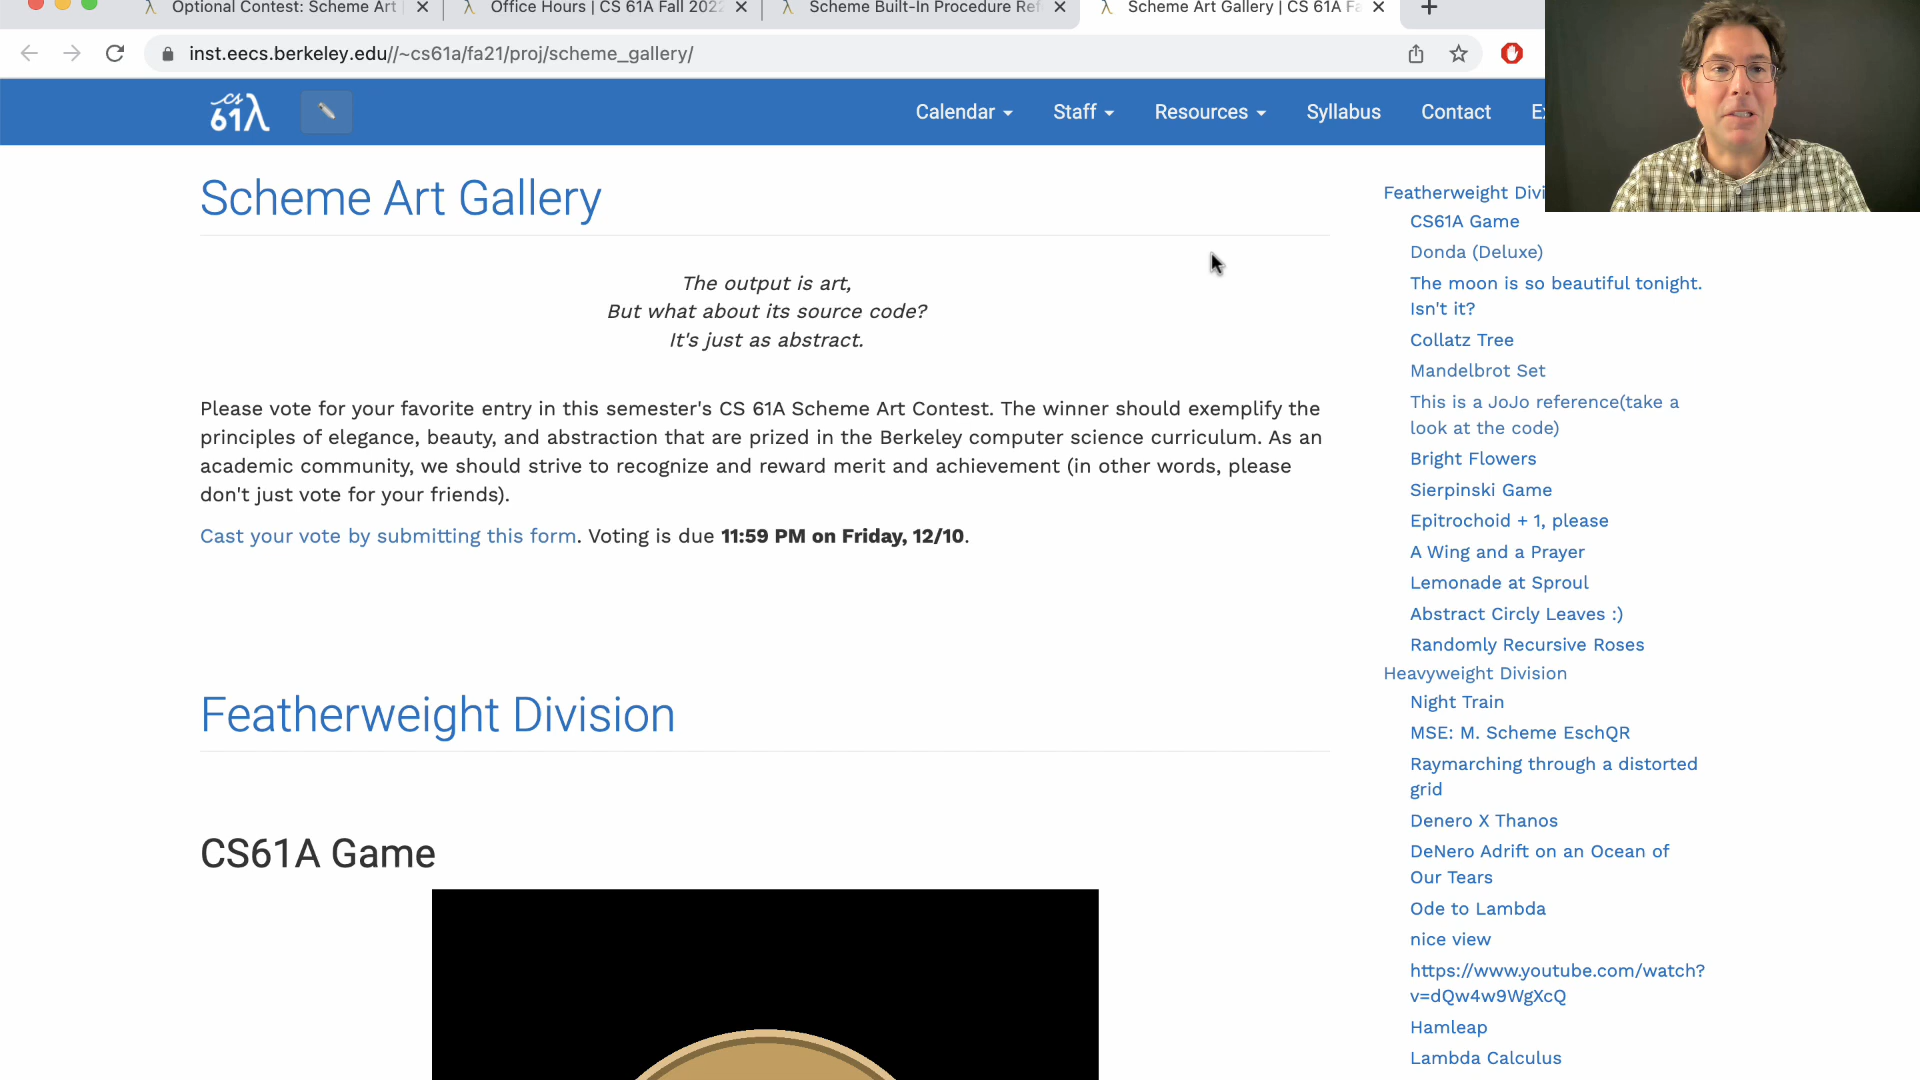 Optional Contest: Scheme Art
Office Hours | CS 61A Fall 2022
Scheme Built-In Procedure Ref
Scheme Art Gallery | CS 61A Fa
inst.eecs.berkeley.edu//~cs61a/fa21/proj/scheme_gallery/
cs
61λ
Calendar
Staff
Resources
Syllabus
Contact
Scheme Art Gallery
The output is art,
But what about its source code?
It's just as abstract.
Please vote for your favorite entry in this semester's CS 61A Scheme Art Contest. The winner should exemplify the
principles of elegance, beauty, and abstraction that are prized in the Berkeley computer science curriculum. As an
academic community, we should strive to recognize and reward merit and achievement (in other words, please
don't just vote for your friends).
Cast your vote by submitting this form. Voting is due 11:59 PM on Friday, 12/10.
Featherweight Division
CS61A Game
Featherweight Divi
CS61A Game
Donda (Deluxe)
The moon is so beautiful tonight.
Isn't it?
Collatz Tree
Mandelbrot Set
This is a JoJo reference(take a
look at the code)
Bright Flowers
Sierpinski Game
Epitrochoid + 1, please
A Wing and a Prayer
Lemonade at Sproul
Abstract Circly Leaves :)
Randomly Recursive Roses
Heavyweight Division
Night Train
MSE: M. Scheme EschQR
Raymarching through a distorted
grid
Denero X Thanos
DeNero Adrift on an Ocean of
Our Tears
Ode to Lambda
nice view
https://www.youtube.com/watch?
v=dQw4w9WgXcQ
Hamleap
Lambda Calculus